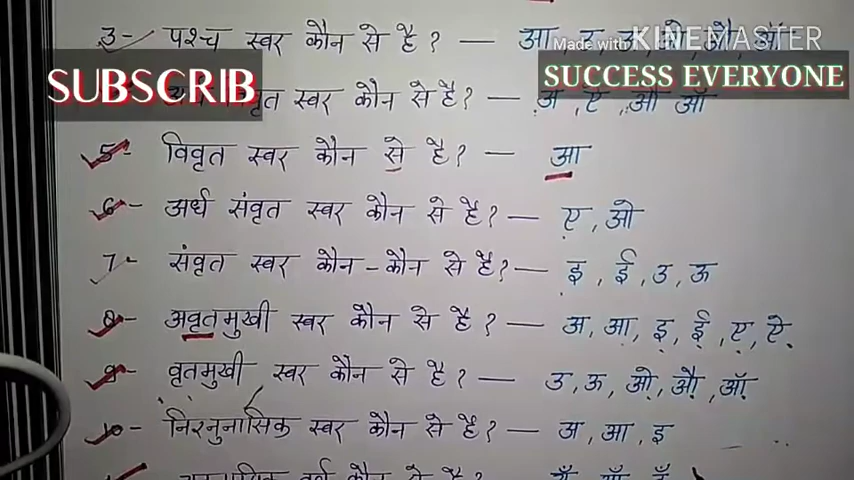 3- पश्च स्वर कौन से है? — आ
Made with KINEMASTER
SUBSCRIB
SUCCESS EVERYONE
स्वर कौन से है? — अ, ऐ, औ ऑ
5- विवृत स्वर कौन से है? — आ
6- अर्ध संवृत स्वर कौन से है? — ए, ओ
7- संवृत स्वर कौन-कौन से है? — इ, ई, उ, ऊ
8- अवृतमुखी स्वर कौन से है? — अ, आ, इ, ई, ए, ऐ.
9- वृतमुखी स्वर कौन से है? — उ, ऊ, ओ, औ, ऑ
10- निरनुनासिक स्वर कौन से है? — अ, आ, इ